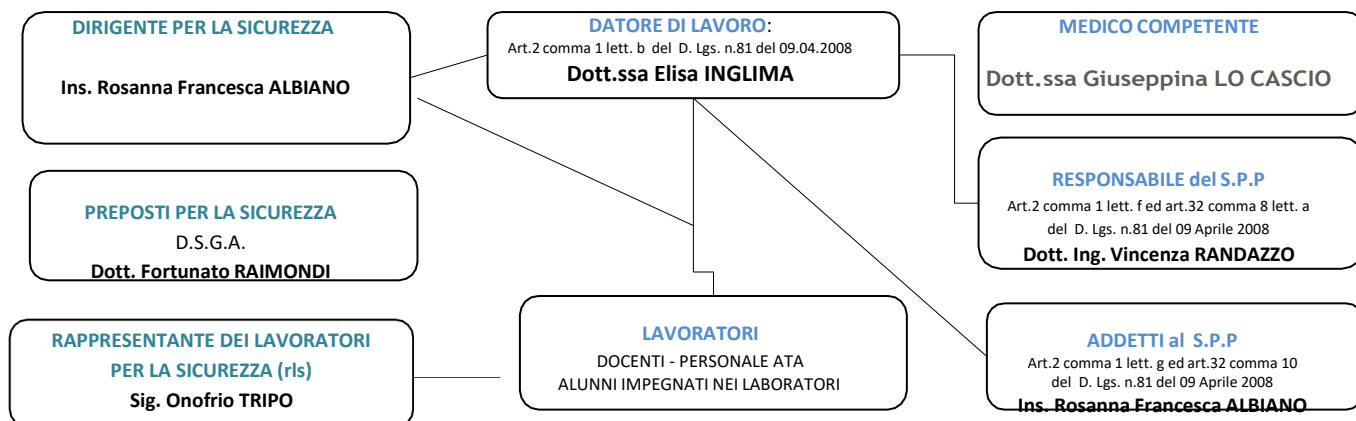 DIRIGENTE PER LA SICUREZZA
Ins. Rosanna Francesca ALBIANO
DATORE DI LAVORO:
Art.2 comma 1 lett. b del D. Lgs. n.81 del 09.04.2008
Dott.ssa Elisa INGLIMA
MEDICO COMPETENTE
Dott.ssa Giuseppina LO CASCIO
PREPOSTI PER LA SICUREZZA
D.S.G.A.
Dott. Fortunato RAIMONDI
RESPONSABILE del S.P.P
Art.2 comma 1 lett. f ed art.32 comma 8 lett. a
del D. Lgs. n.81 del 09 Aprile 2008
Dott. Ing. Vincenza RANDAZZO
RAPPRESENTANTE DEI LAVORATORI
PER LA SICUREZZA (rls)
Sig. Onofrio TRIPO
LAVORATORI
DOCENTI - PERSONALE ATA
ALUNNI IMPEGNATI NEI LABORATORI
ADDETTI al S.P.P
Art.2 comma 1 lett. g ed art.32 comma 10
del D. Lgs. n.81 del 09 Aprile 2008
Ins. Rosanna Francesca ALBIANO